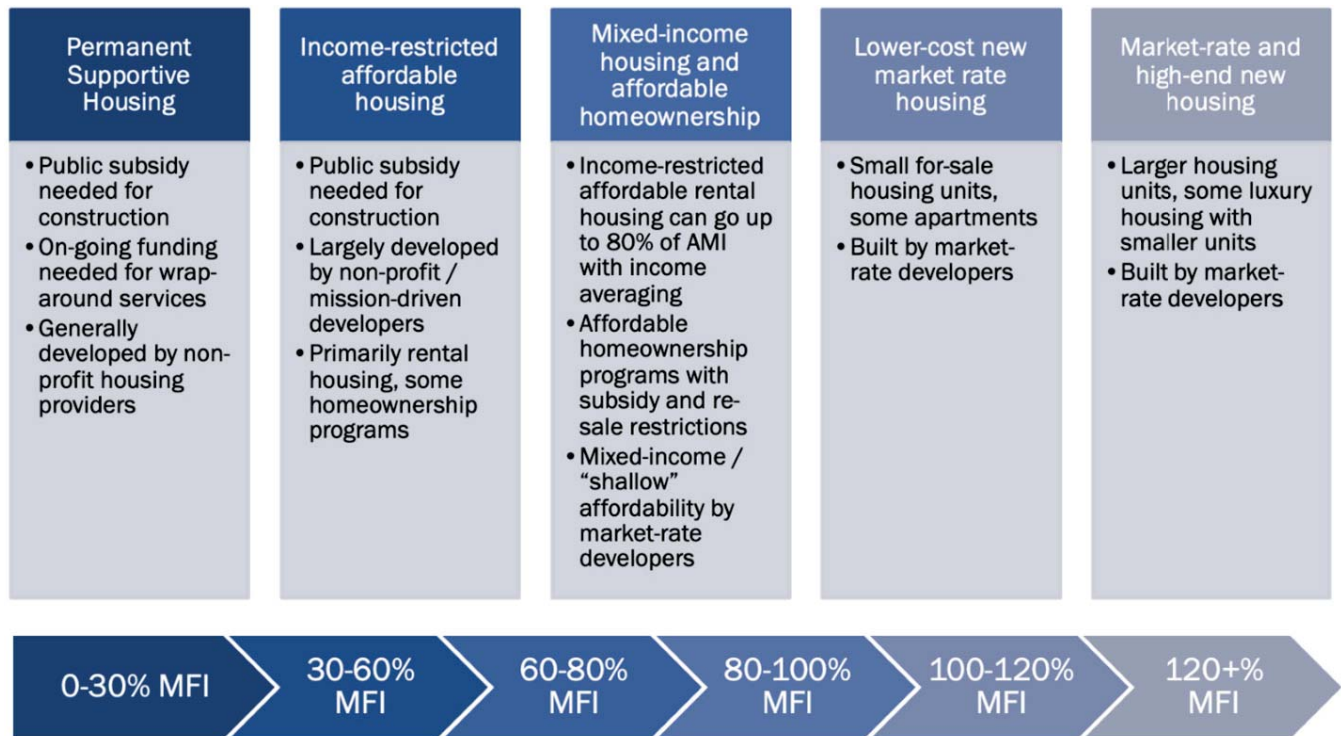 Permanent
Supportive
Housing
• Public subsidy
needed for
construction
• On-going funding
needed for wrap-
around services
• Generally
developed by non-
profit housing
providers
Income-restricted
affordable
housing
• Public subsidy
needed for
construction
• Largely developed
by non-profit /
mission-driven
developers
• Primarily rental
housing, some
homeownership
programs
Mixed-income
housing and
affordable
homeownership
• Income-restricted
affordable rental
housing can go up
to 80% of AMI
with income
averaging
• Affordable
homeownership
programs with
subsidy and re-
sale restrictions
• Mixed-income /
“shallow”
affordability by
market-rate
developers
Lower-cost new
market rate
housing
• Small for-sale
housing units,
some apartments
• Built by market-
rate developers
Market-rate and
high-end new
housing
• Larger housing
units, some luxury
housing with
smaller units
• Built by market-
rate developers
0-30% MFI
30-60%
MFI
60-80%
MFI
80-100%
MFI
100-120%
MFI
120+%
MFI